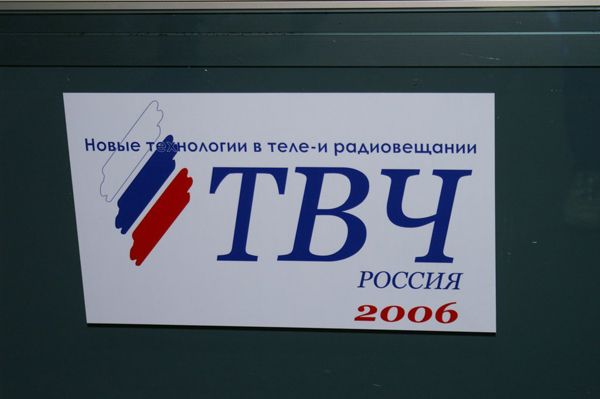 Новые технологии в теле-и радиовещании
ТВЧ
РОССИЯ
2006